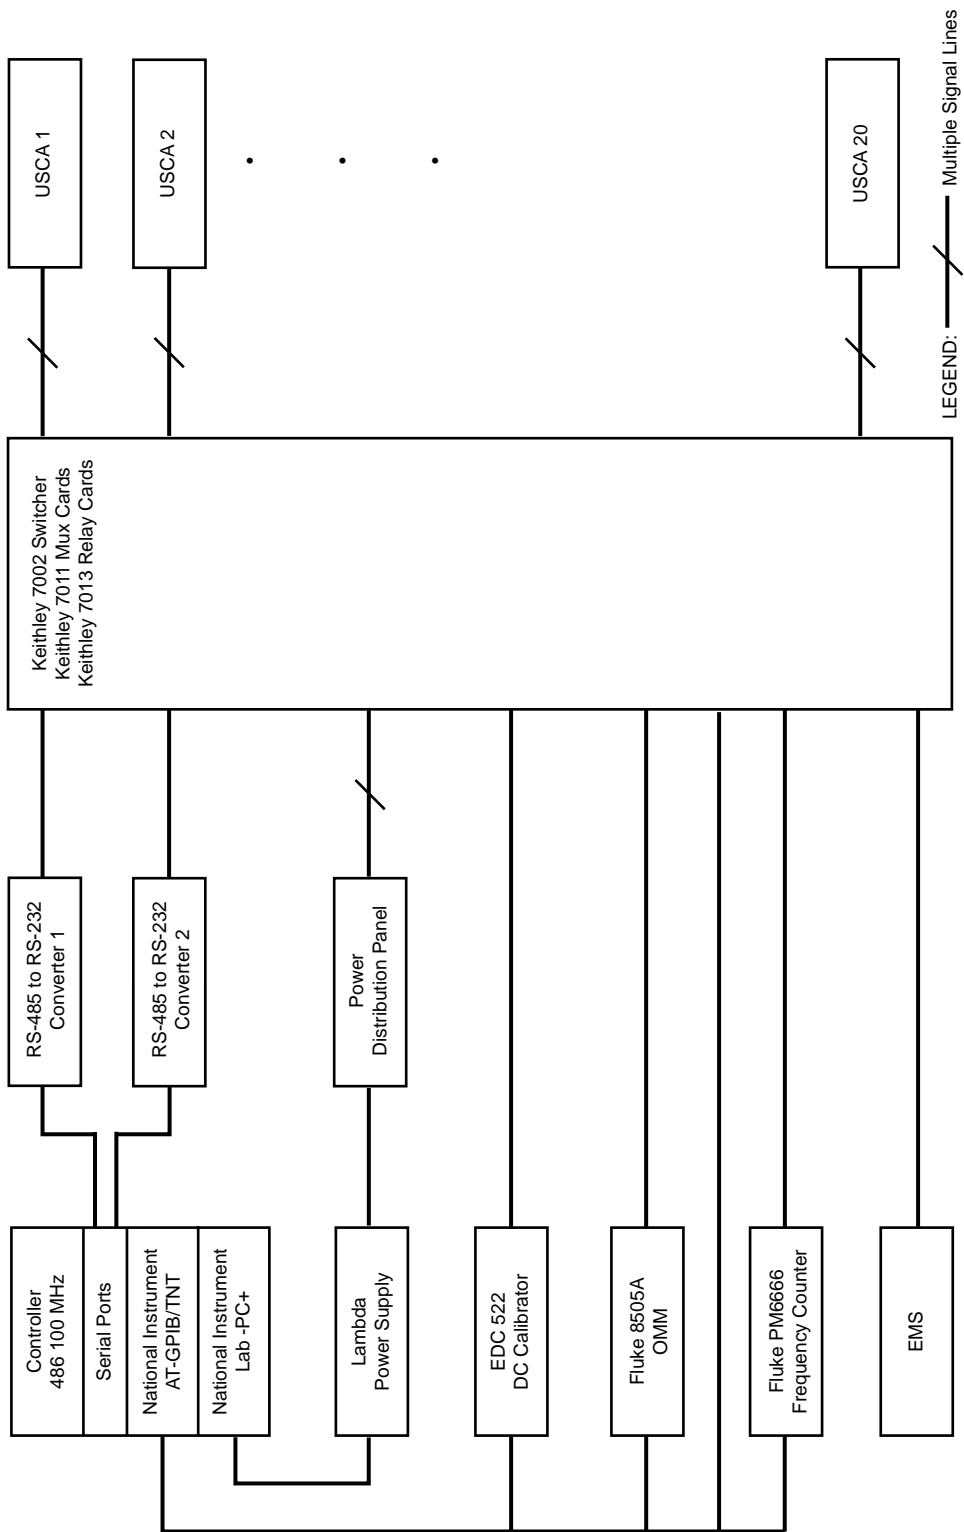 Controller
486 100 MHz
Serial Ports
National Instrument
AT-GPIB/TNT
National Instrument
Lab -PC+
Lambda
Power Supply
EDC 522
DC Calibrator
Fluke 8505A
OMM
Fluke PM6666
Frequency Counter
EMS
RS-485 to RS-232
Converter 1
RS-485 to RS-232
Converter 2
Power
Distribution Panel
Keithley 7002 Switcher
Keithley 7011 Mux Cards
Keithley 7013 Relay Cards
USCA 1
USCA 2
USCA 20
LEGEND:
Multiple Signal Lines